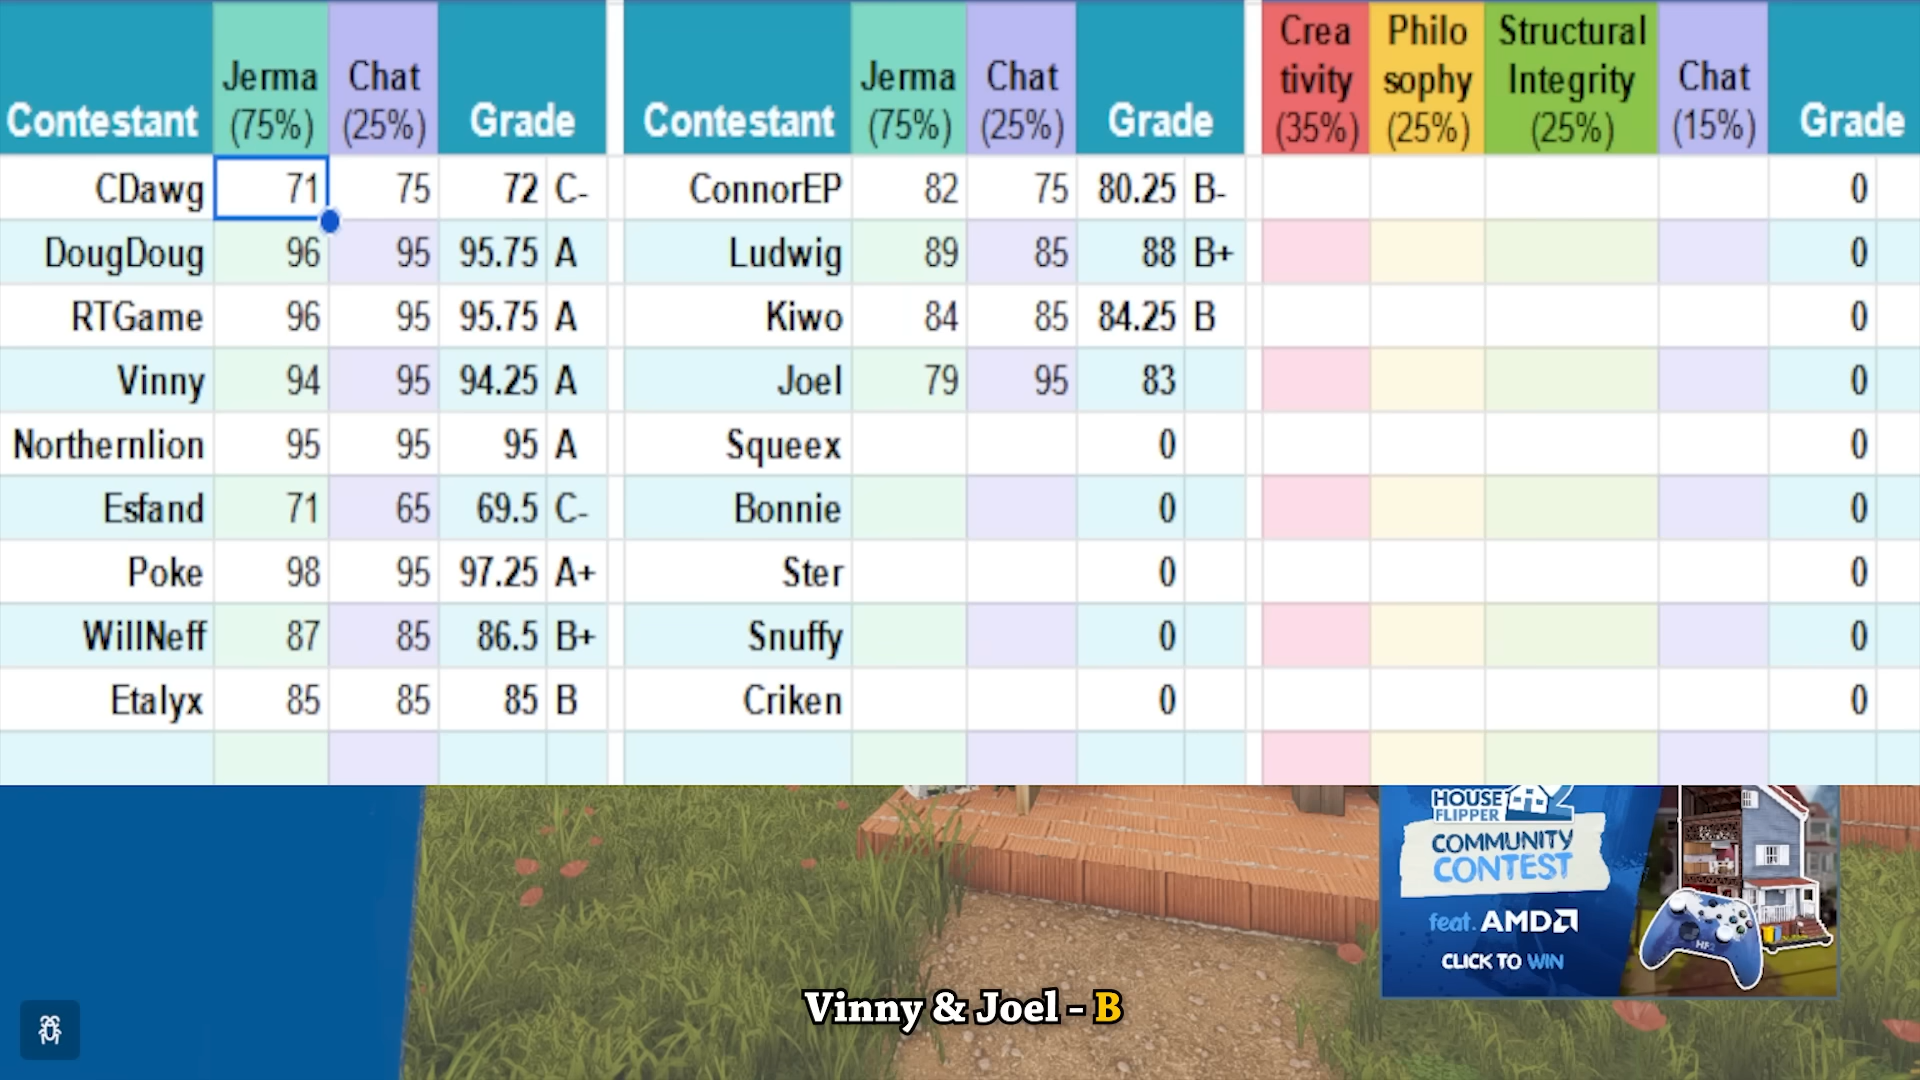 Contestant Jerma (75%) Chat (25%) Grade Contestant Jerma (75%) Chat (25%) Grade Crea tivity (35%) Philo sophy (25%) Structural Integrity (25%) Chat (15%) Grade
CDawg 71 75 72 C- ConnorEP 82 75 80.25 B- 0
DougDoug 96 95 95.75 A Ludwig 89 85 88 B+ 0
RTGame 96 95 95.75 A Kiwo 84 85 84.25 B 0
Vinny 94 95 94.25 A Joel 79 95 83 0
Northernlion 95 95 95 A Squeex 0 0
Esfand 71 65 69.5 C- Bonnie 0 0
Poke 98 95 97.25 A+ Ster 0 0
WillNeff 87 85 86.5 B+ Snuffy 0 0
Etalyx 85 85 85 B Criken 0 0
HOUSE FLIPPER 2
COMMUNITY
CONTEST
feat. AMD
CLICK TO WIN
HF2
Vinny & Joel - B